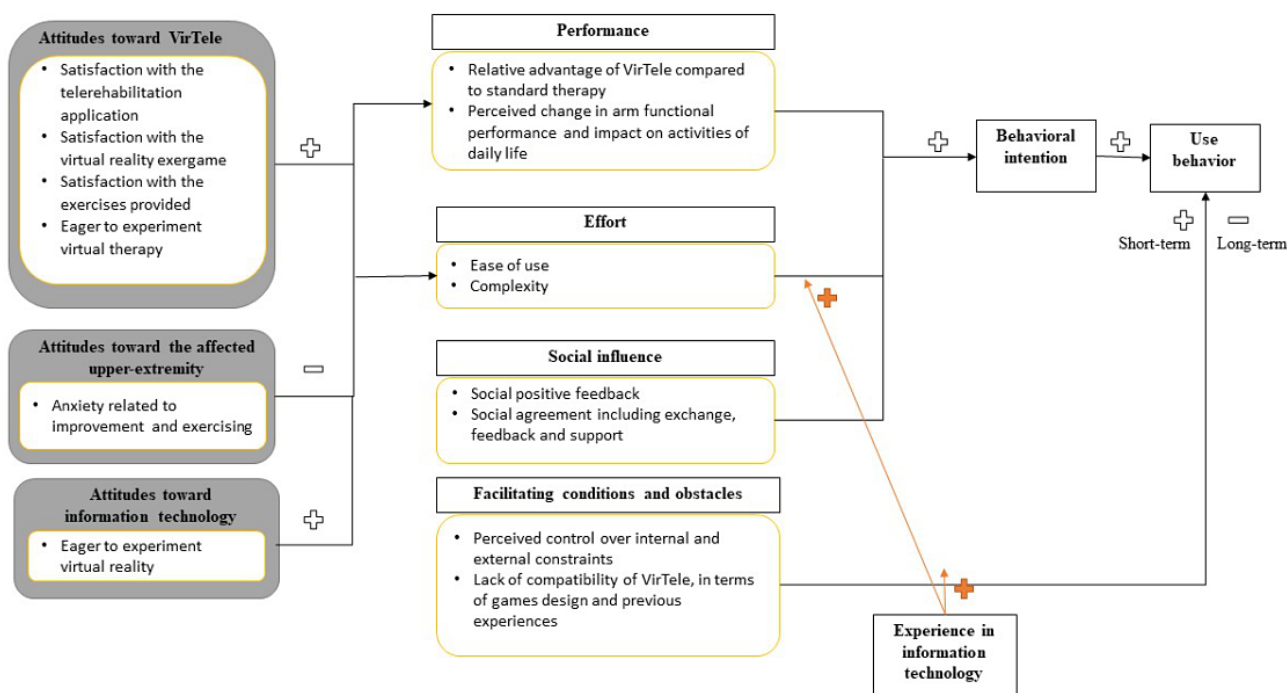 Attitudes toward VirTele
• Satisfaction with the
telerehabilitation
application
• Satisfaction with the
virtual reality exergame
• Satisfaction with the
exercises provided
• Eager to experiment
virtual therapy
Attitudes toward the affected
upper-extremity
• Anxiety related to
improvement and exercising
Attitudes toward
information technology
• Eager to experiment
virtual reality
Performance
• Relative advantage of VirTele compared
to standard therapy
• Perceived change in arm functional
performance and impact on activities of
daily life
Effort
• Ease of use
• Complexity
Social influence
• Social positive feedback
• Social agreement including exchange,
feedback and support
Facilitating conditions and obstacles
• Perceived control over internal and
external constraints
• Lack of compatibility of VirTele, in terms
of games design and previous
experiences
Behavioral
intention
Use
behavior
Short-term
Long-term
Experience in
information
technology